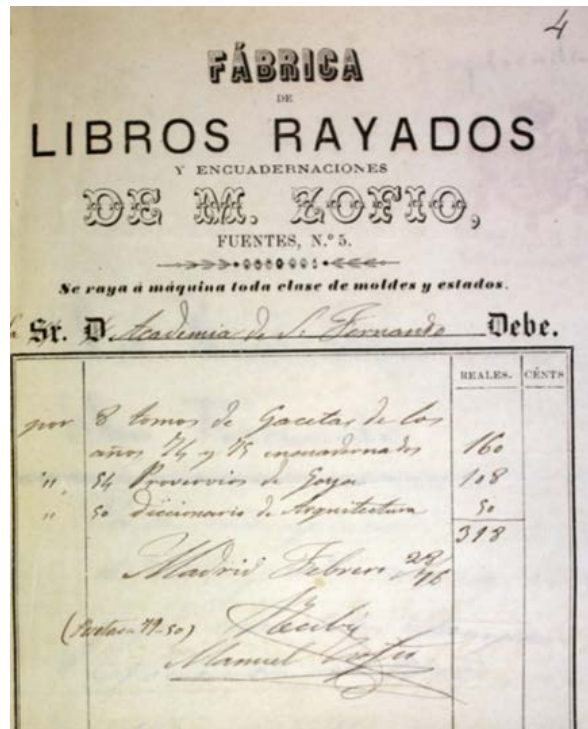 4
FÁBRICA
DE
LIBROS RAYADOS
Y ENCUADERNACIONES
DE M. ZOFIO,
FUENTES, N.º 5.
Se raya á máquina toda clase de moldes y estados.
Sr. D. Academia de S. Fernando Debe.
REALES. CÉNTS
por 8 tomos de Gacetas de los
años 74 y 75 encuadernados 160
" 54 Provervios de Goya 108
" 50 diccionario de Arquitectura 50
318
Madrid Febrero 28/76
(Pesetas = 79-50) Recibí
Manuel Zofio